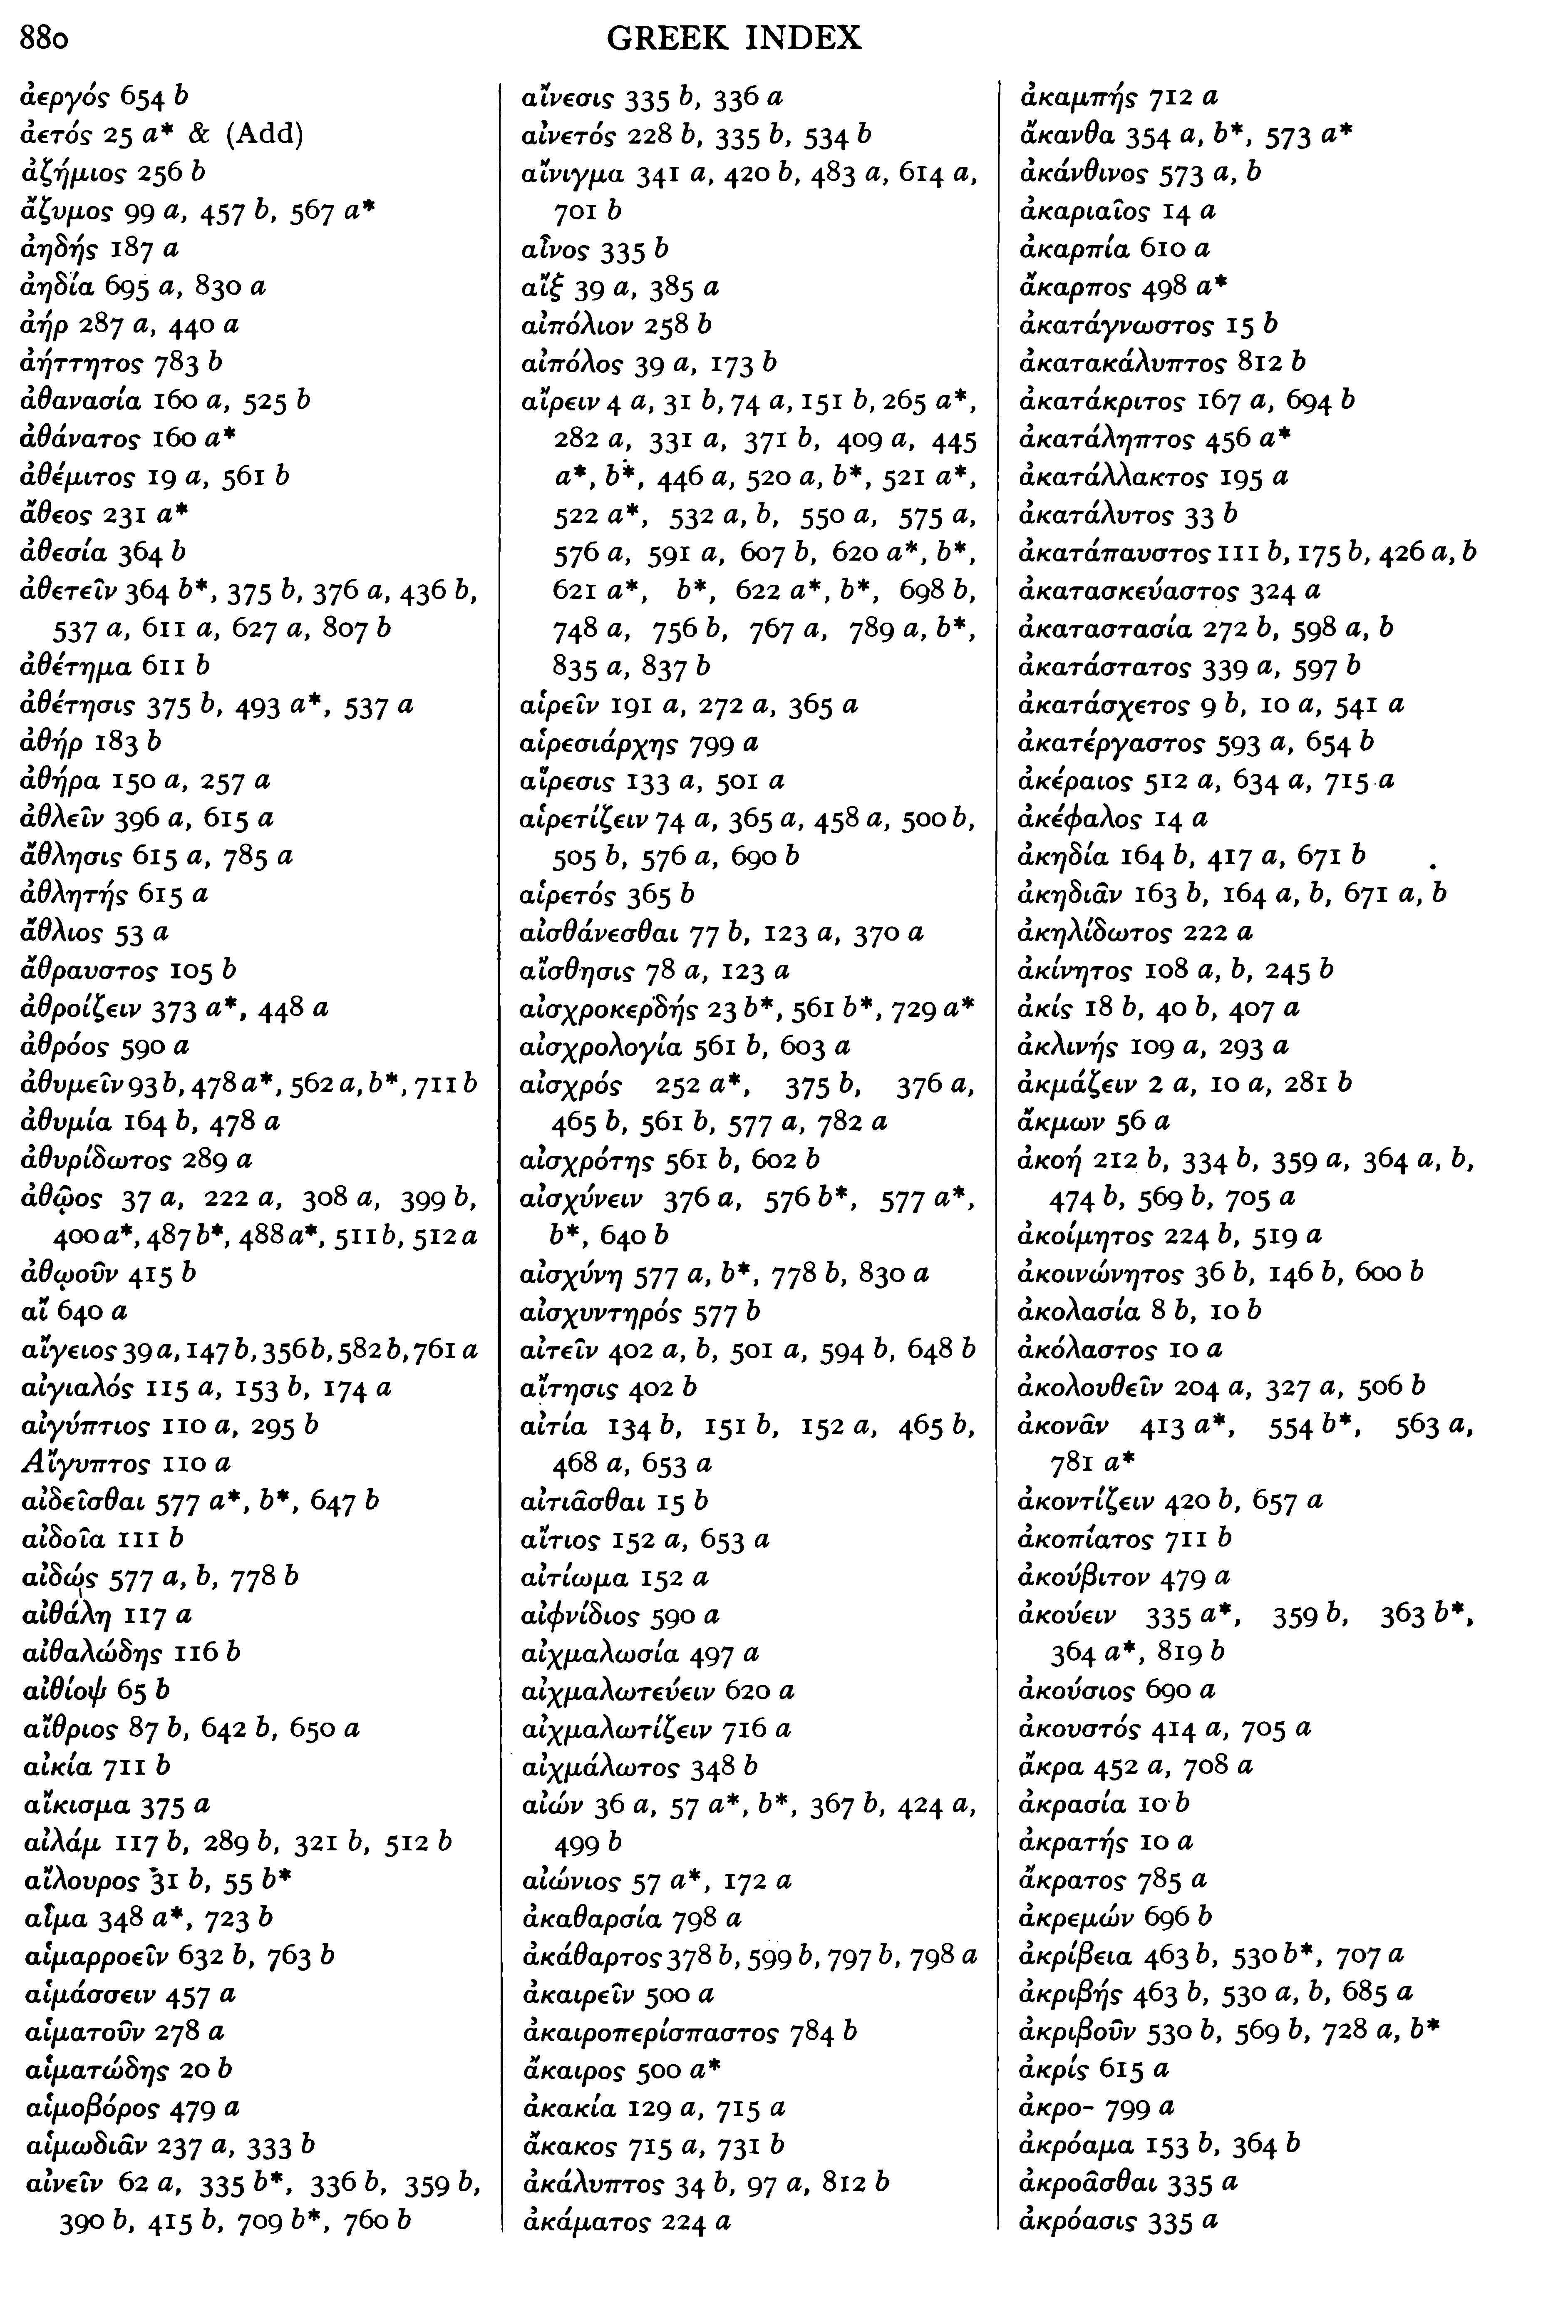 880
GREEK INDEX
ἀεργός 654 b
ἀετός 25 a* & (Add)
ἀζήμιος 256 b
ἄζυμος 99 a, 457 b, 567 a*
ἀηδής 187 a
ἀηδία 695 a, 830 a
ἀήρ 287 a, 440 a
ἀήττητος 783 b
ἀθανασία 160 a, 525 b
ἀθάνατος 160 a*
ἀθέμιτος 19 a, 561 b
ἄθεος 231 a*
ἀθεσία 364 b
ἀθετεῖν 364 b*, 375 b, 376 a, 436 b,
537 a, 611 a, 627 a, 807 b
ἀθέτημα 611 b
ἀθέτησις 375 b, 493 a*, 537 a
ἀθήρ 183 b
ἀθήρα 150 a, 257 a
ἀθλεῖν 396 a, 615 a
ἄθλησις 615 a, 785 a
ἀθλητής 615 a
ἄθλιος 53 a
ἄθραυστος 105 b
ἀθροίζειν 373 a*, 448 a
ἀθρόος 590 a
ἀθυμεῖν 93 b, 478 a*, 562 a, b*, 711 b
ἀθυμία 164 b, 478 a
ἀθυρίδωτος 289 a
ἀθῷος 37 a, 222 a, 308 a, 399 b,
400 a*, 487 b*, 488 a*, 511 b, 512 a
ἀθῳοῦν 415 b
αἴ 640 a
αἴγειος 39 a, 147 b, 356 b, 582 b, 761 a
αἰγιαλός 115 a, 153 b, 174 a
αἰγύπτιος 110 a, 295 b
Αἴγυπτος 110 a
αἰδεῖσθαι 577 a*, b*, 647 b
αἰδοῖα 111 b
αἰδώς 577 a, b, 778 b
αἰθάλη 117 a
αἰθαλώδης 116 b
αἰθίοψ 65 b
αἴθριος 87 b, 642 b, 650 a
αἰκία 711 b
αἴκισμα 375 a
αἰλάμ 117 b, 289 b, 321 b, 512 b
αἴλουρος 31 b, 55 b*
αἷμα 348 a*, 723 b
αἱμαρροεῖν 632 b, 763 b
αἱμάσσειν 457 a
αἱματοῦν 278 a
αἱματώδης 20 b
αἱμοβόρος 479 a
αἱμωδιᾶν 237 a, 333 b
αἰνεῖν 62 a, 335 b*, 336 b, 359 b,
390 b, 415 b, 709 b*, 760 b
αἴνεσις 335 b, 336 a
αἰνετός 228 b, 335 b, 534 b
αἴνιγμα 341 a, 420 b, 483 a, 614 a,
701 b
αἶνος 335 b
αἴξ 39 a, 385 a
αἰπόλιον 258 b
αἰπόλος 39 a, 173 b
αἴρειν 4 a, 31 b, 74 a, 151 b, 265 a*,
282 a, 331 a, 371 b, 409 a, 445
a*, b*, 446 a, 520 a, b*, 521 a*,
522 a*, 532 a, b, 550 a, 575 a,
576 a, 591 a, 607 b, 620 a*, b*,
621 a*, b*, 622 a*, b*, 698 b,
748 a, 756 b, 767 a, 789 a, b*,
835 a, 837 b
αἱρεῖν 191 a, 272 a, 365 a
αἱρεσιάρχης 799 a
αἵρεσις 133 a, 501 a
αἱρετίζειν 74 a, 365 a, 458 a, 500 b,
505 b, 576 a, 690 b
αἱρετός 365 b
αἰσθάνεσθαι 77 b, 123 a, 370 a
αἴσθησις 78 a, 123 a
αἰσχροκερδής 23 b*, 561 b*, 729 a*
αἰσχρολογία 561 b, 603 a
αἰσχρός 252 a*, 375 b, 376 a,
465 b, 561 b, 577 a, 782 a
αἰσχρότης 561 b, 602 b
αἰσχύνειν 376 a, 576 b*, 577 a*,
b*, 640 b
αἰσχύνη 577 a, b*, 778 b, 830 a
αἰσχυντηρός 577 b
αἰτεῖν 402 a, b, 501 a, 594 b, 648 b
αἴτησις 402 b
αἰτία 134 b, 151 b, 152 a, 465 b,
468 a, 653 a
αἰτιᾶσθαι 15 b
αἴτιος 152 a, 653 a
αἰτίωμα 152 a
αἰφνίδιος 590 a
αἰχμαλωσία 497 a
αἰχμαλωτεύειν 620 a
αἰχμαλωτίζειν 716 a
αἰχμάλωτος 348 b
αἰών 36 a, 57 a*, b*, 367 b, 424 a,
499 b
αἰώνιος 57 a*, 172 a
ἀκαθαρσία 798 a
ἀκάθαρτος 378 b, 599 b, 797 b, 798 a
ἀκαιρεῖν 500 a
ἀκαιροπερίσπαστος 784 b
ἄκαιρος 500 a*
ἀκακία 129 a, 715 a
ἄκακος 715 a, 731 b
ἀκάλυπτος 34 b, 97 a, 812 b
ἀκάματος 224 a
ἀκαμπής 712 a
ἄκανθα 354 a, b*, 573 a*
ἀκάνθινος 573 a, b
ἀκαριαῖος 14 a
ἀκαρπία 610 a
ἄκαρπος 498 a*
ἀκατάγνωστος 15 b
ἀκατακάλυπτος 812 b
ἀκατάκριτος 167 a, 694 b
ἀκατάληπτος 456 a*
ἀκατάλλακτος 195 a
ἀκατάλυτος 33 b
ἀκατάπαυστος 111 b, 175 b, 426 a, b
ἀκατασκεύαστος 324 a
ἀκαταστασία 272 b, 598 a, b
ἀκατάστατος 339 a, 597 b
ἀκατάσχετος 9 b, 10 a, 541 a
ἀκατέργαστος 593 a, 654 b
ἀκέραιος 512 a, 634 a, 715 a
ἀκέφαλος 14 a
ἀκηδία 164 b, 417 a, 671 b
ἀκηδιᾶν 163 b, 164 a, b, 671 a, b
ἀκηλίδωτος 222 a
ἀκίνητος 108 a, b, 245 b
ἀκίς 18 b, 40 b, 407 a
ἀκλινής 109 a, 293 a
ἀκμάζειν 2 a, 10 a, 281 b
ἄκμων 56 a
ἀκοή 212 b, 334 b, 359 a, 364 a, b,
474 b, 569 b, 705 a
ἀκοίμητος 224 b, 519 a
ἀκοινώνητος 36 b, 146 b, 600 b
ἀκολασία 8 b, 10 b
ἀκόλαστος 10 a
ἀκολουθεῖν 204 a, 327 a, 506 b
ἀκονᾶν 413 a*, 554 b*, 563 a,
781 a*
ἀκοντίζειν 420 b, 657 a
ἀκοπίατος 711 b
ἀκούβιτον 479 a
ἀκούειν 335 a*, 359 b, 363 b*,
364 a*, 819 b
ἀκούσιος 690 a
ἀκουστός 414 a, 705 a
ἄκρα 452 a, 708 a
ἀκρασία 10 b
ἀκρατής 10 a
ἄκρατος 785 a
ἀκρεμών 696 b
ἀκρίβεια 463 b, 530 b*, 707 a
ἀκριβής 463 b, 530 a, b, 685 a
ἀκριβοῦν 530 b, 569 b, 728 a, b*
ἀκρίς 615 a
ἀκρο- 799 a
ἀκρόαμα 153 b, 364 b
ἀκροᾶσθαι 335 a
ἀκρόασις 335 a